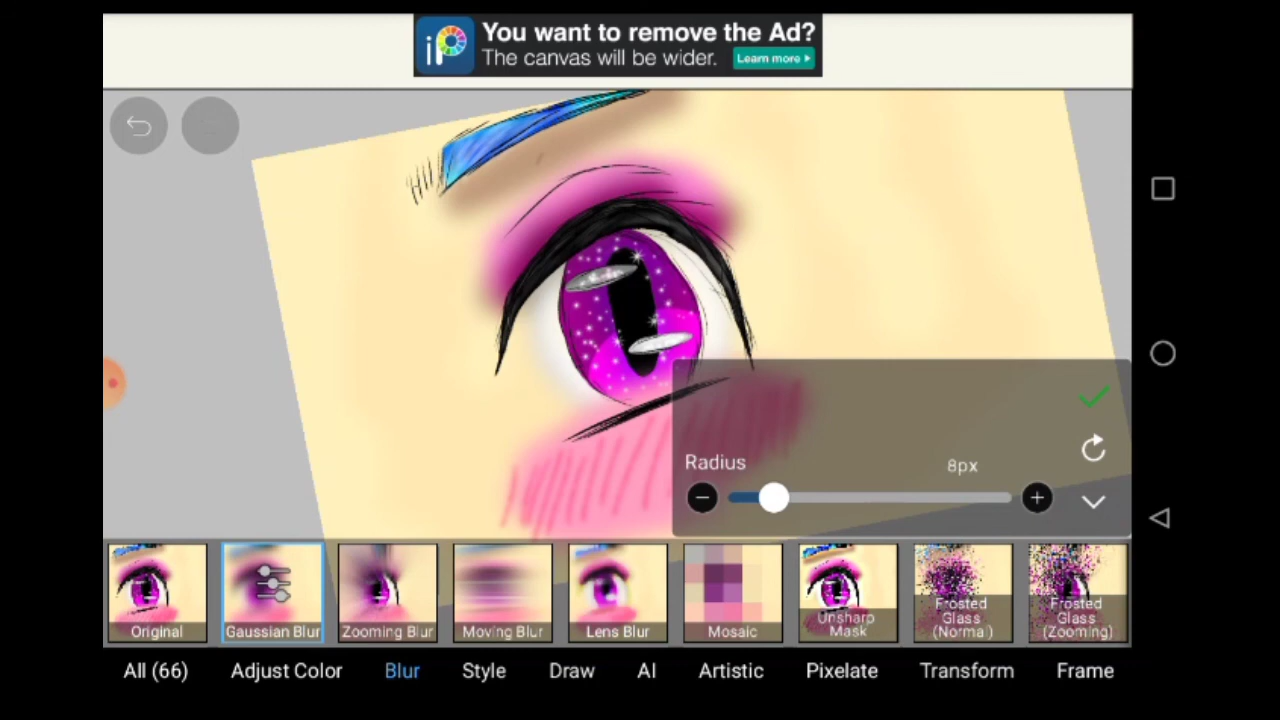 iP
You want to remove the Ad?
The canvas will be wider.
Learn more
Radius
8px
Original
Gaussian Blur
Zooming Blur
Moving Blur
Lens Blur
Mosaic
Unsharp
Mask
Frosted
Glass
(Normal)
Frosted
Glass
(Zooming)
All (66)
Adjust Color
Blur
Style
Draw
AI
Artistic
Pixelate
Transform
Frame